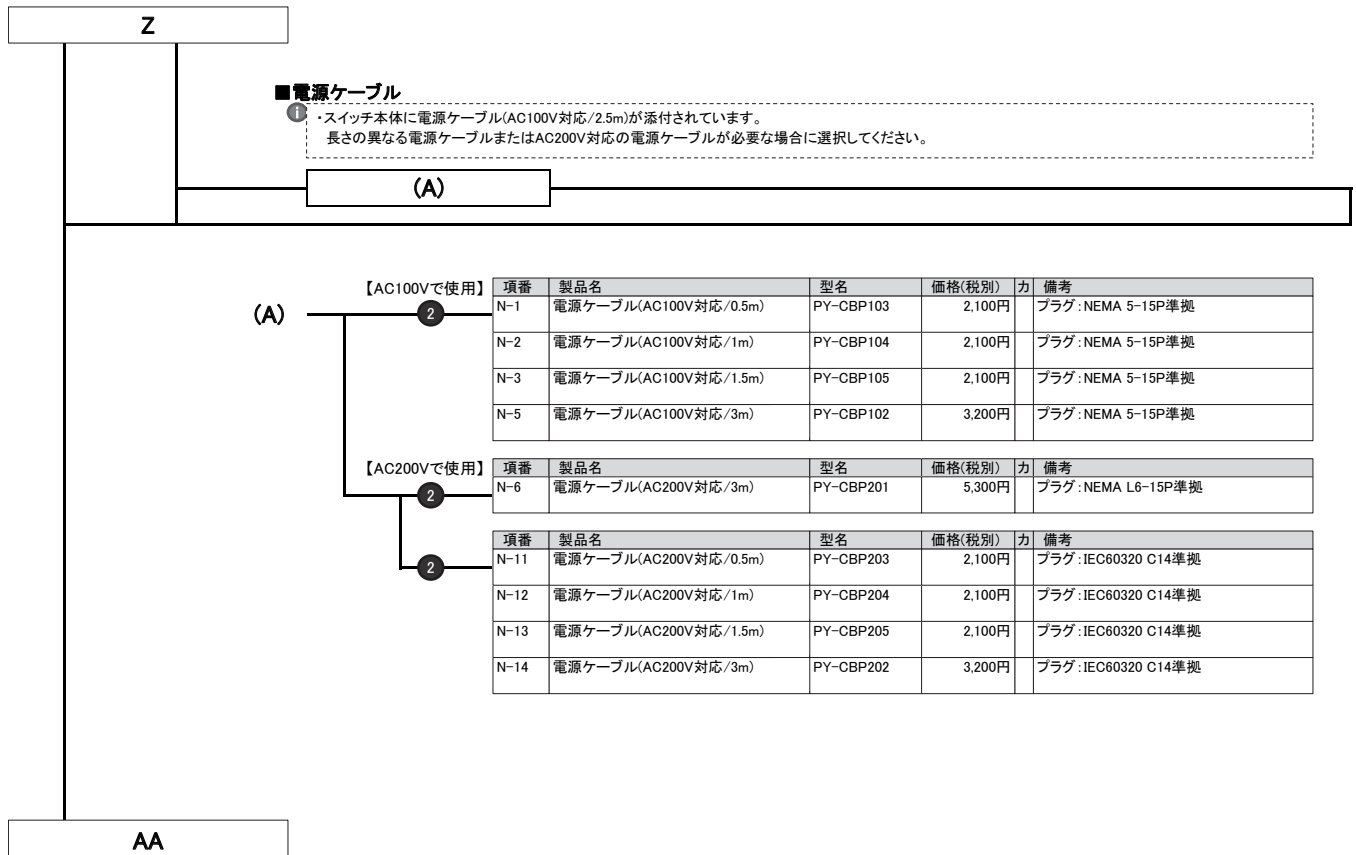 Z
■電源ケーブル
i
・スイッチ本体に電源ケーブル(AC100V対応/2.5m)が添付されています。
長さの異なる電源ケーブルまたはAC200V対応の電源ケーブルが必要な場合に選択してください。
(A)
(A)
【AC100Vで使用】
2
項番 製品名 型名 価格(税別) カ 備考
N-1 電源ケーブル(AC100V対応/0.5m) PY-CBP103 2,100円 プラグ:NEMA 5-15P準拠
N-2 電源ケーブル(AC100V対応/1m) PY-CBP104 2,100円 プラグ:NEMA 5-15P準拠
N-3 電源ケーブル(AC100V対応/1.5m) PY-CBP105 2,100円 プラグ:NEMA 5-15P準拠
N-5 電源ケーブル(AC100V対応/3m) PY-CBP102 3,200円 プラグ:NEMA 5-15P準拠
【AC200Vで使用】
2
項番 製品名 型名 価格(税別) カ 備考
N-6 電源ケーブル(AC200V対応/3m) PY-CBP201 5,300円 プラグ:NEMA L6-15P準拠
2
項番 製品名 型名 価格(税別) カ 備考
N-11 電源ケーブル(AC200V対応/0.5m) PY-CBP203 2,100円 プラグ:IEC60320 C14準拠
N-12 電源ケーブル(AC200V対応/1m) PY-CBP204 2,100円 プラグ:IEC60320 C14準拠
N-13 電源ケーブル(AC200V対応/1.5m) PY-CBP205 2,100円 プラグ:IEC60320 C14準拠
N-14 電源ケーブル(AC200V対応/3m) PY-CBP202 3,200円 プラグ:IEC60320 C14準拠
AA